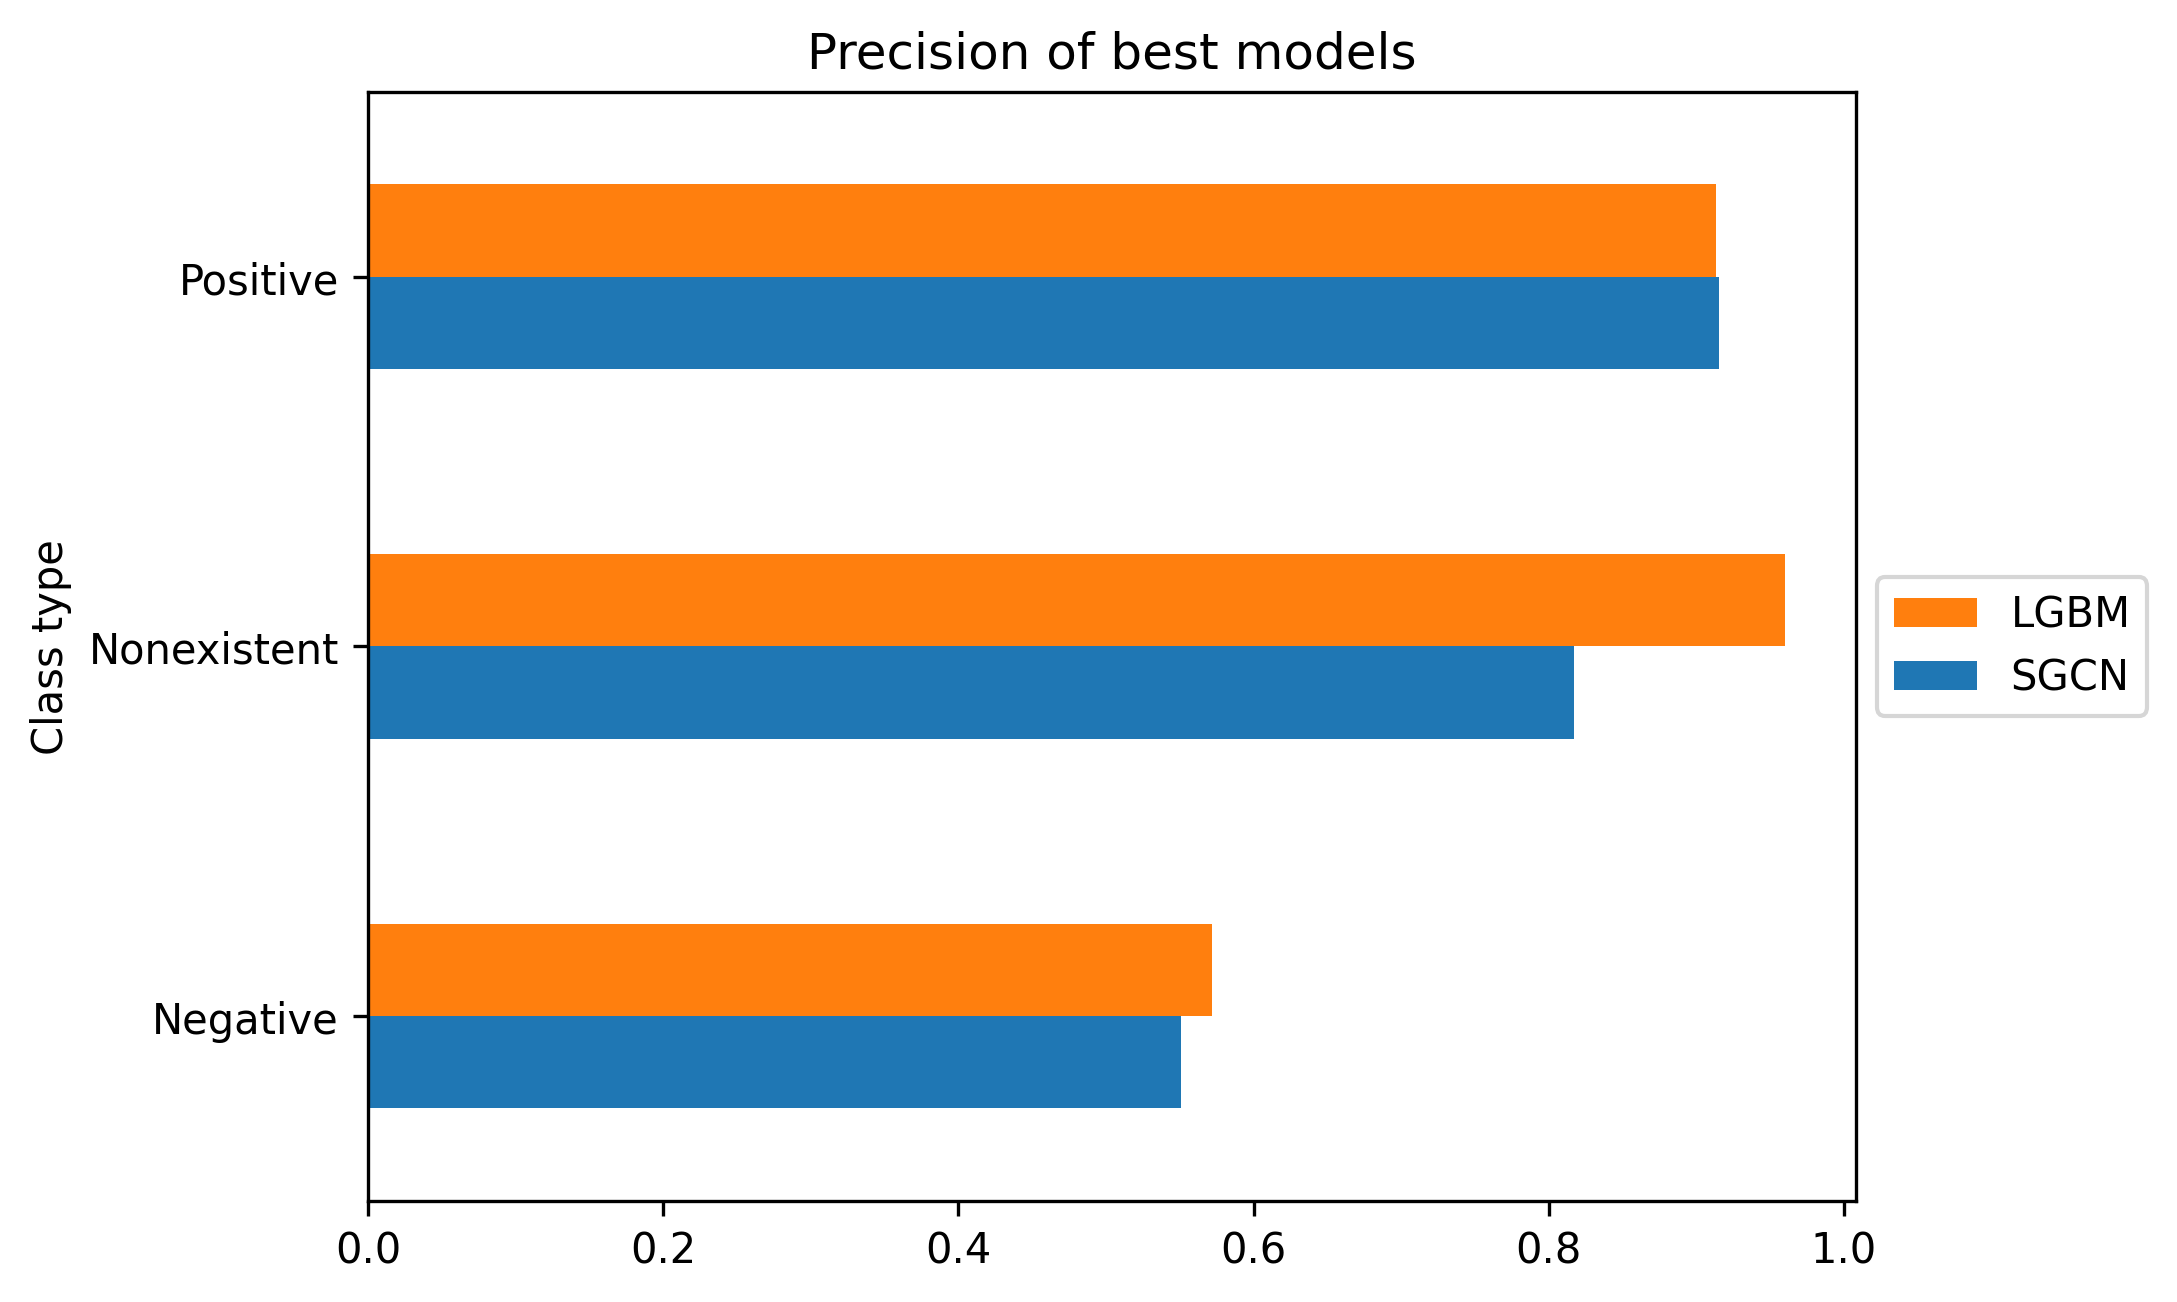 Precision of best models
Class type
Positive
Nonexistent
Negative
0.0 0.2 0.4 0.6 0.8 1.0
LGBM
SGCN